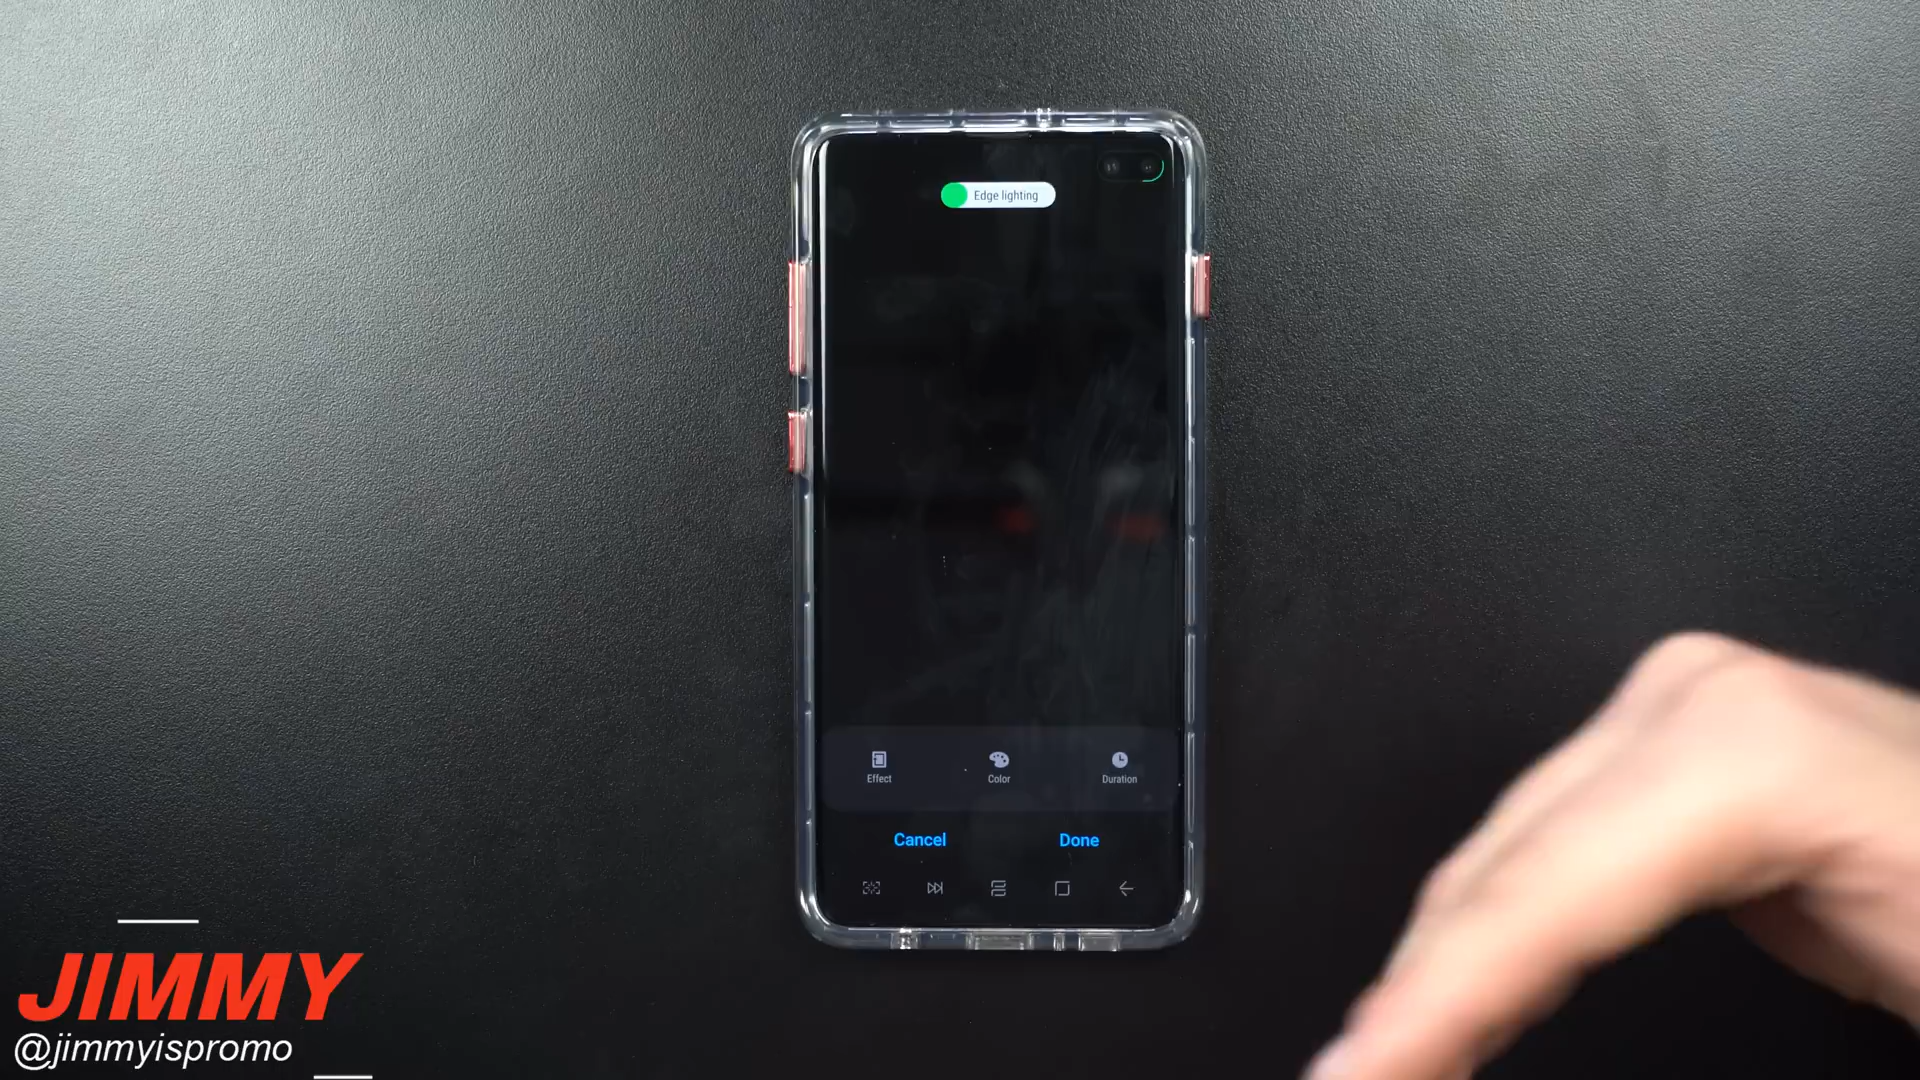 Edge lighting
Effect
Color
Duration
Cancel
Done
JIMMY
@jimmyispromo